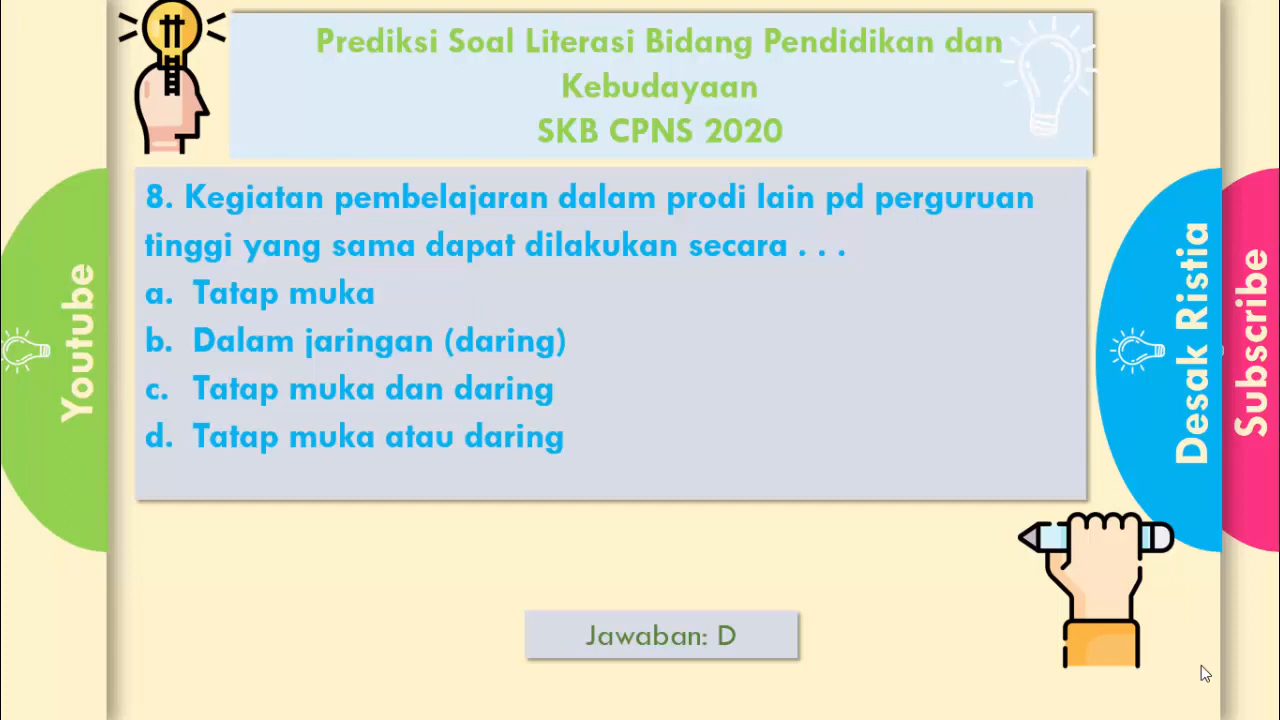 Prediksi Soal Literasi Bidang Pendidikan dan
Kebudayaan
SKB CPNS 2020
8. Kegiatan pembelajaran dalam prodi lain pd perguruan
tinggi yang sama dapat dilakukan secara . . .
a. Tatap muka
b. Dalam jaringan (daring)
c. Tatap muka dan daring
d. Tatap muka atau daring
Jawaban: D
Youtube
Desak Ristia
Subscribe